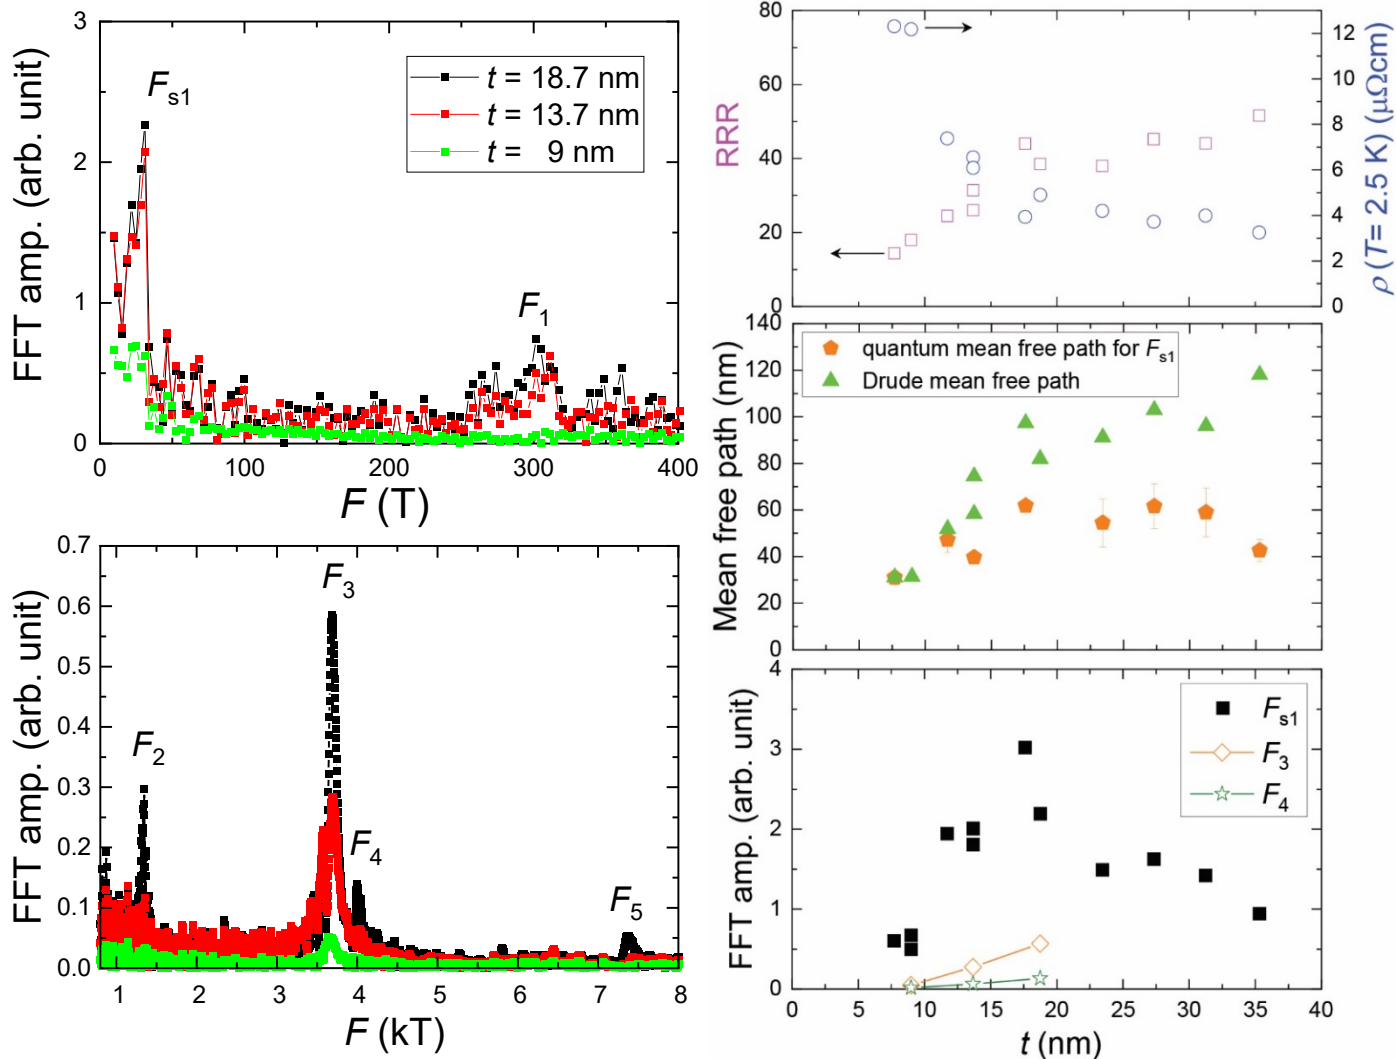 3
2
1
0
FFT amp. (arb. unit)
F_s1
F_1
t = 18.7 nm
t = 13.7 nm
t = 9 nm
0 100 200 300 400
F (T)
0.7
0.6
0.5
0.4
0.3
0.2
0.1
0.0
FFT amp. (arb. unit)
F_2
F_3
F_4
F_5
1 2 3 4 5 6 7 8
F (kT)
80
60
40
20
0
RRR
12
10
8
6
4
2
0
ρ (T= 2.5 K) (μΩcm)
0 10 20 30 40
140
120
100
80
60
40
20
0
Mean free path (nm)
quantum mean free path for F_s1
Drude mean free path
4
3
2
1
0
FFT amp. (arb. unit)
F_s1
F_3
F_4
0 5 10 15 20 25 30 35 40
t (nm)